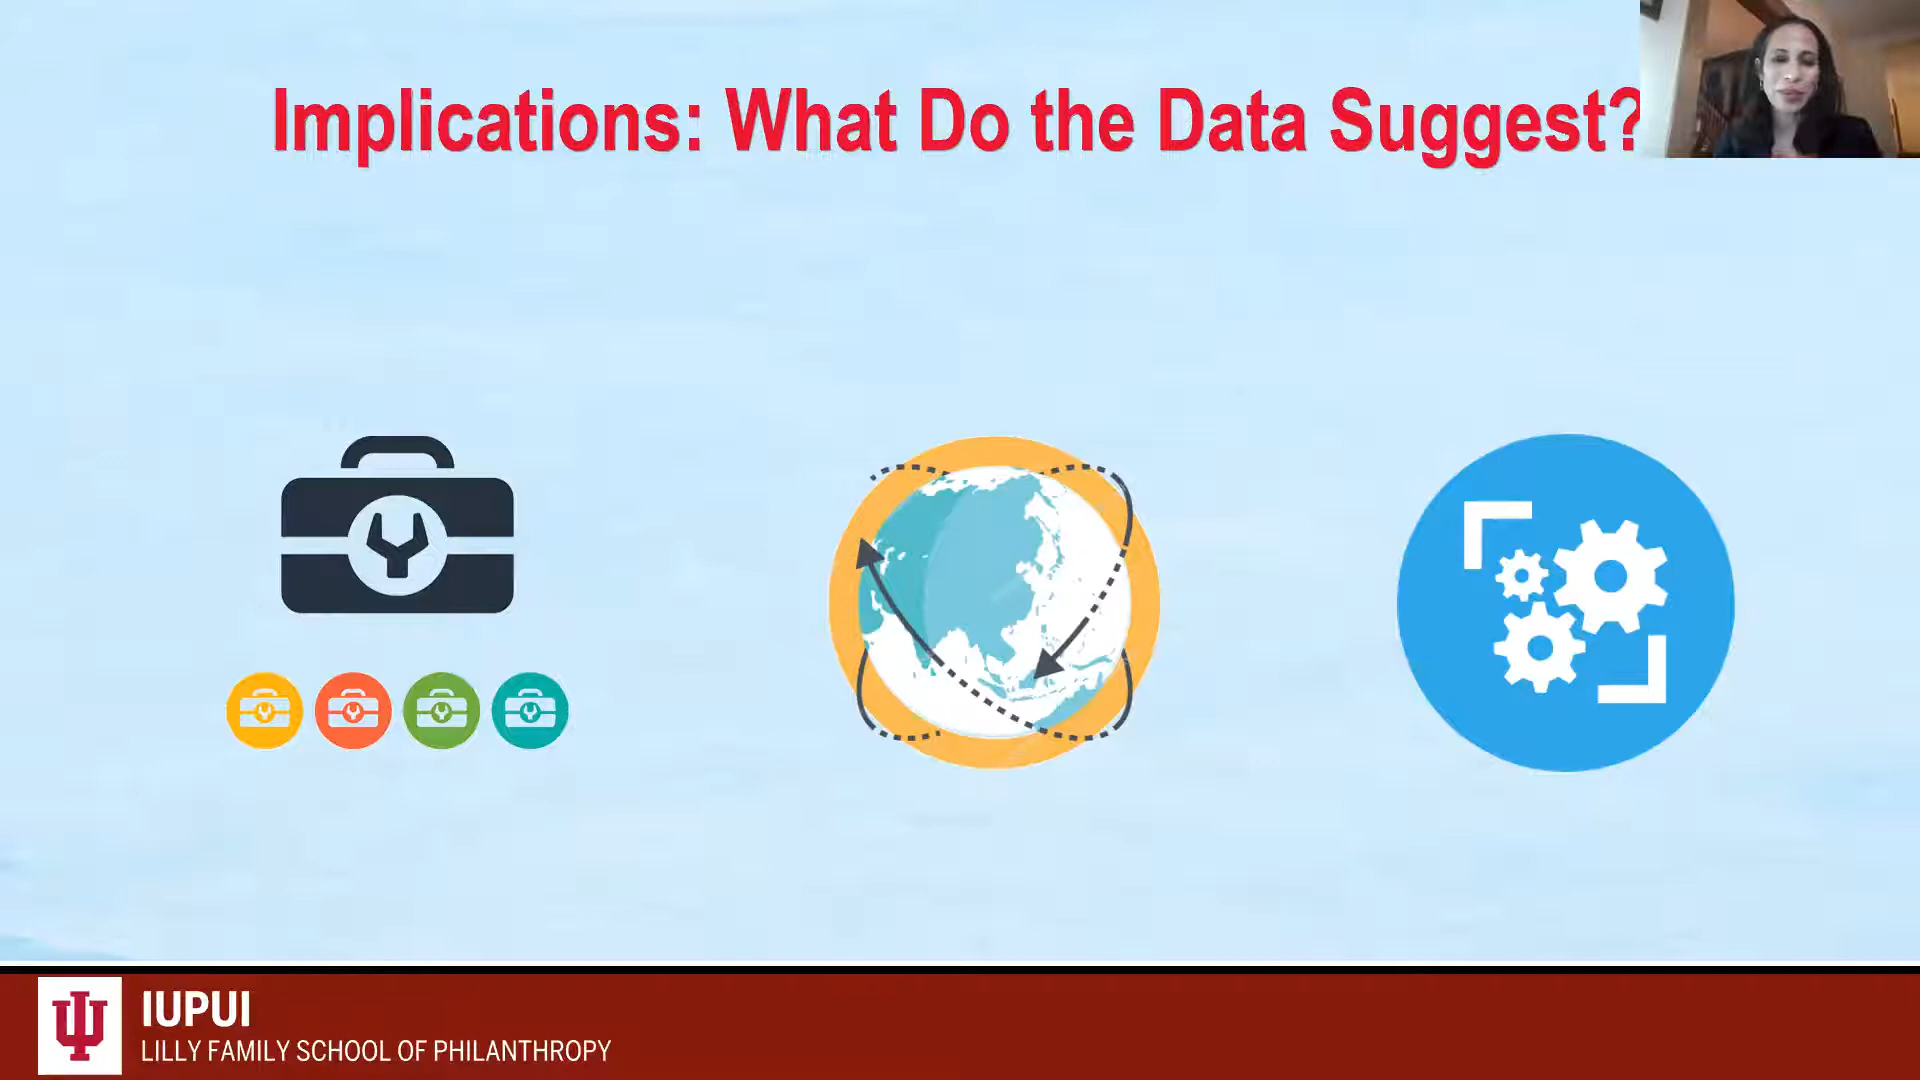 Implications: What Do the Data Suggest?
IUPUI
LILLY FAMILY SCHOOL OF PHILANTHROPY